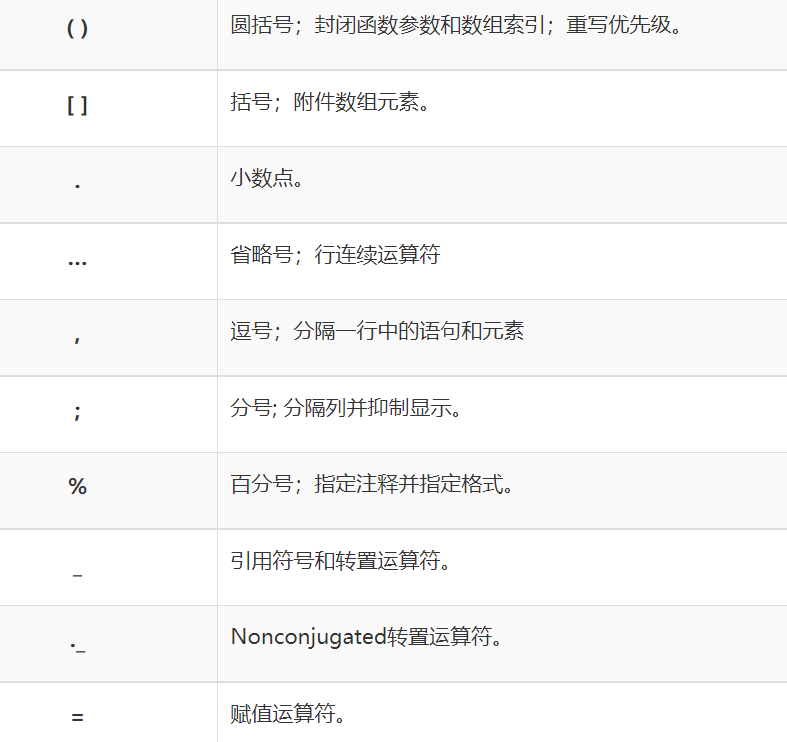 ( ) 圆括号；封闭函数参数和数组索引；重写优先级。
[ ] 括号；附件数组元素。
. 小数点。
... 省略号；行连续运算符
, 逗号；分隔一行中的语句和元素
; 分号; 分隔列并抑制显示。
% 百分号；指定注释并指定格式。
_ 引用符号和转置运算符。
._ Nonconjugated转置运算符。
= 赋值运算符。